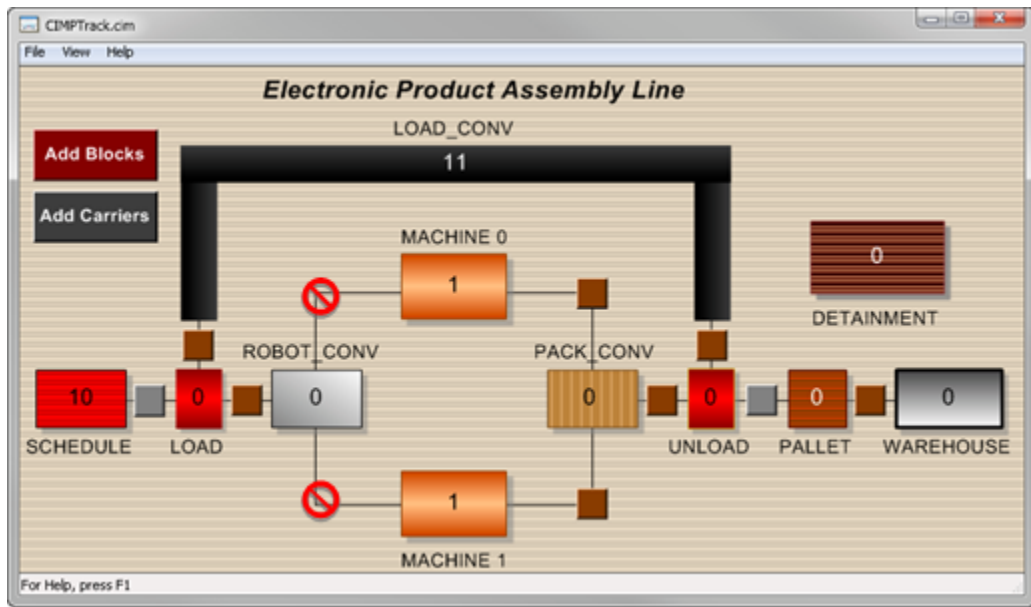 CIMPTrack.cim
File View Help
Electronic Product Assembly Line
LOAD_CONV
Add Blocks
11
Add Carriers
MACHINE 0
1
0
DETAINMENT
ROBOT_CONV
PACK_CONV
10
0
0
0
0
0
0
SCHEDULE
LOAD
UNLOAD
PALLET
WAREHOUSE
1
MACHINE 1
For Help, press F1